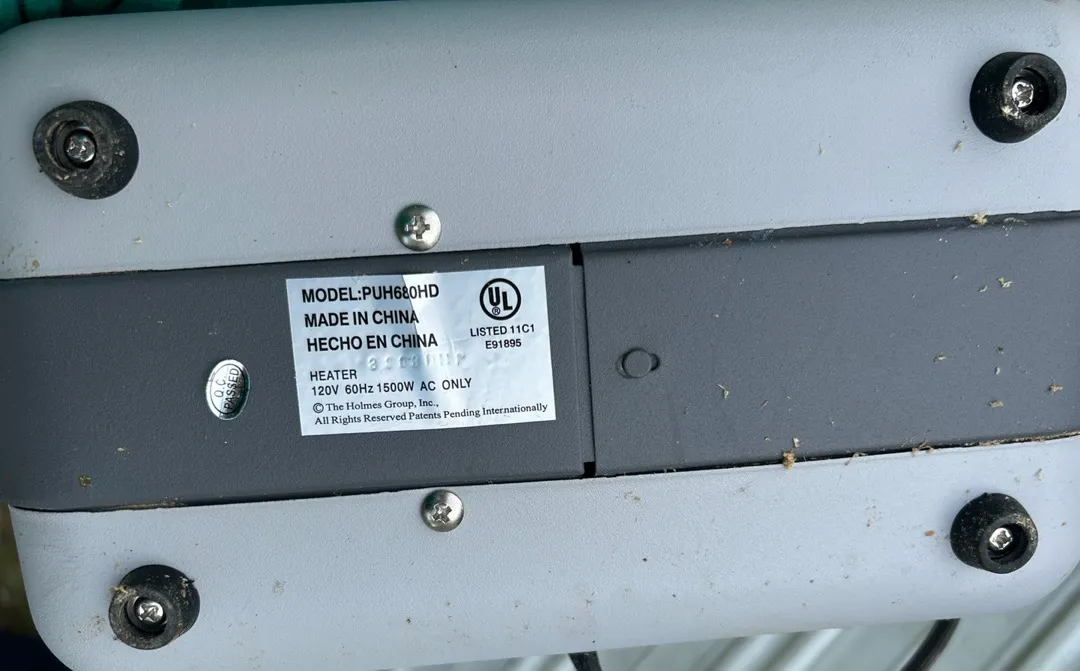 MODEL:PUH680HD
MADE IN CHINA
HECHO EN CHINA
UL
®
LISTED 11C1
E91895
HEATER
120V 60Hz 1500W AC ONLY
© The Holmes Group, Inc.,
All Rights Reserved Patents Pending Internationally
Q.C.
PASSED